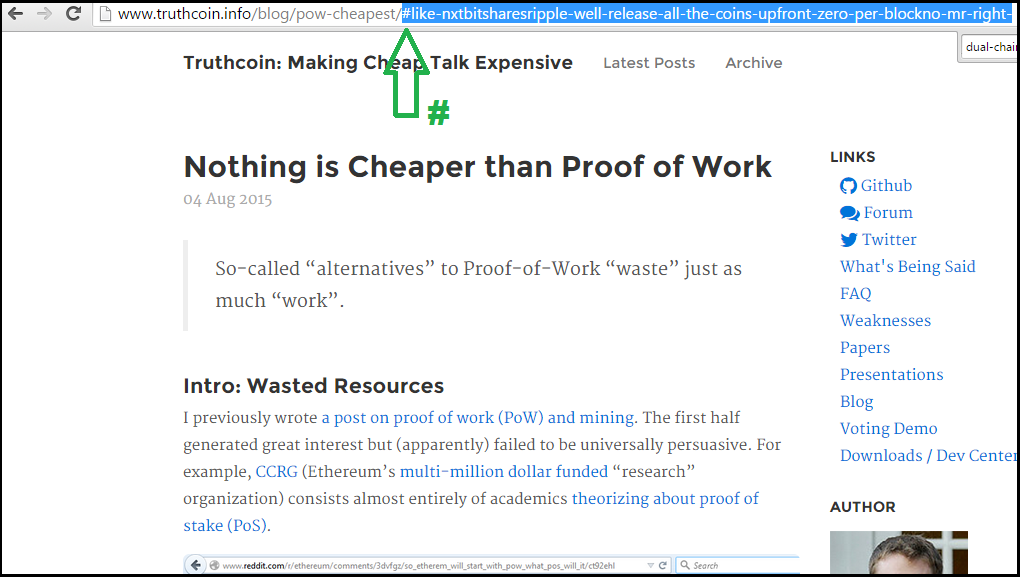 www.truthcoin.info/blog/pow-cheapest/#like-nxtbitsharesripple-well-release-all-the-coins-upfront-zero-per-blockno-mr-right-
dual-chai
Truthcoin: Making Cheap Talk Expensive
Latest Posts
Archive
#
Nothing is Cheaper than Proof of Work
04 Aug 2015
So-called “alternatives” to Proof-of-Work “waste” just as
much “work”.
Intro: Wasted Resources
I previously wrote a post on proof of work (PoW) and mining. The first half
generated great interest but (apparently) failed to be universally persuasive. For
example, CCRG (Ethereum’s multi-million dollar funded “research”
organization) consists almost entirely of academics theorizing about proof of
stake (PoS).
www.reddit.com/r/ethereum/comments/3dvfgz/so_etherem_will_start_with_pow_what_pos_will_it/ct92ehl
Search
LINKS
Github
Forum
Twitter
What's Being Said
FAQ
Weaknesses
Papers
Presentations
Blog
Voting Demo
Downloads / Dev Center
AUTHOR